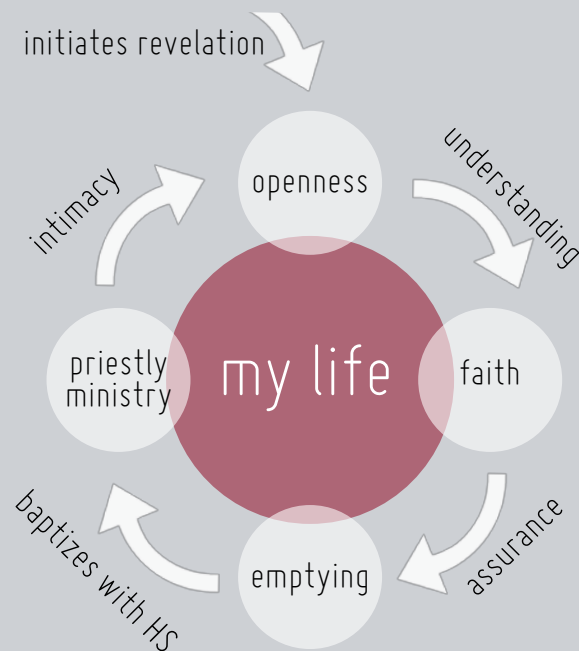 initiates revelation
openness
understanding
faith
assurance
emptying
baptizes with HS
priestly
ministry
intimacy
my life